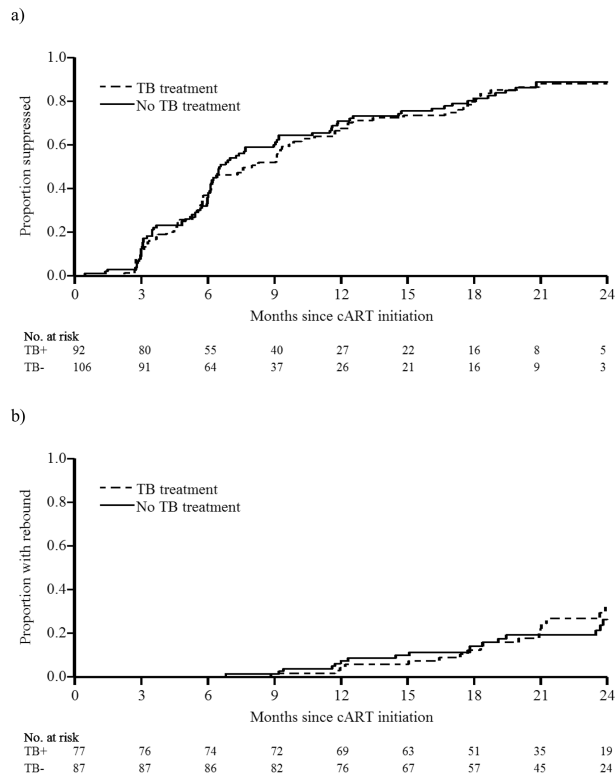 a)
1.0
0.8
0.6
0.4
0.2
0.0
Proportion suppressed
TB treatment
No TB treatment
0 3 6 9 12 15 18 21 24
Months since cART initiation
No. at risk
TB+ 92 80 55 40 27 22 16 8 5
TB- 106 91 64 37 26 21 16 9 3
b)
1.0
0.8
0.6
0.4
0.2
0.0
Proportion with rebound
TB treatment
No TB treatment
0 3 6 9 12 15 18 21 24
Months since cART initiation
No. at risk
TB+ 77 76 74 72 69 63 51 35 19
TB- 87 87 86 82 76 67 57 45 24